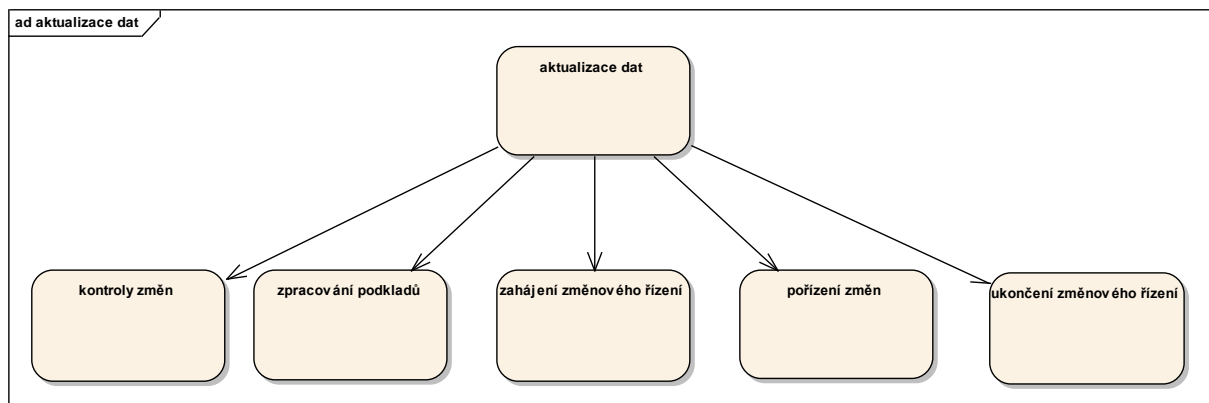 ad aktualizace dat
aktualizace dat
kontroly změn
zpracování podkladů
zahájení změnového řízení
pořízení změn
ukončení změnového řízení